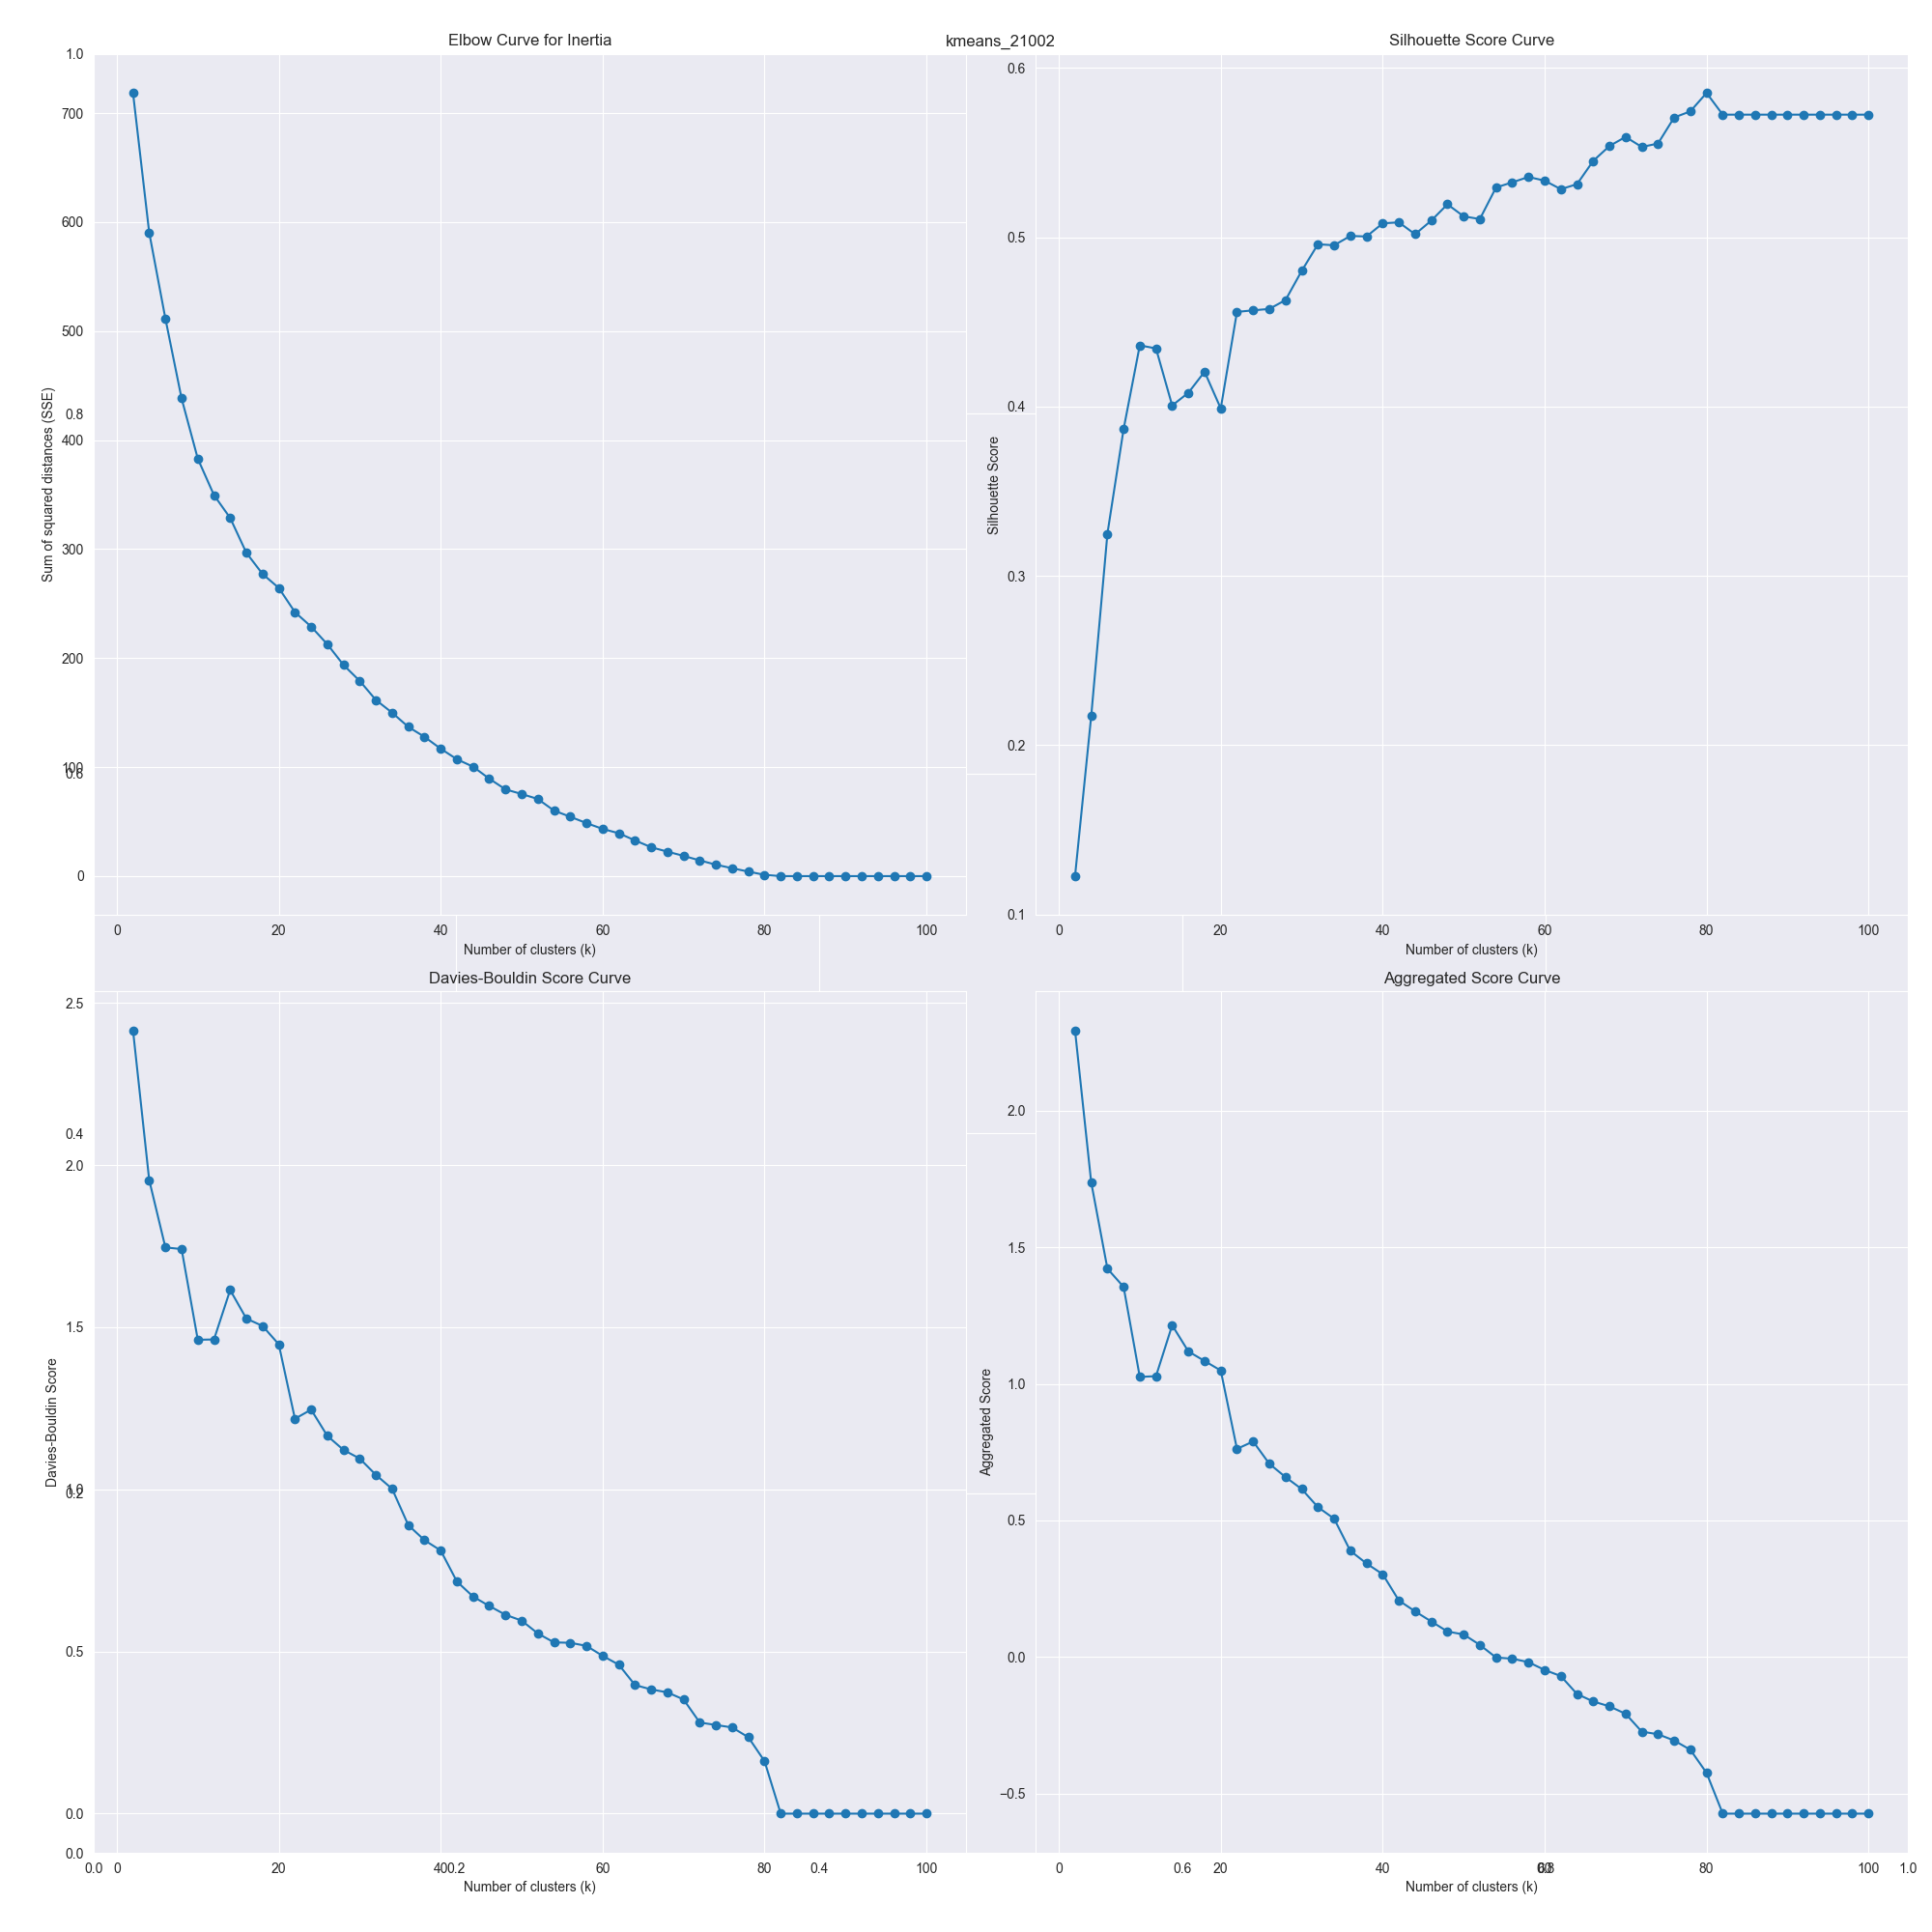 Elbow Curve for Inertia
kmeans_21002
Silhouette Score Curve
1.0
700
600
500
0.8
400
300
200
100
0.6
0
Sum of squared distances (SSE)
0 20 40 60 80 100
Number of clusters (k)
0.6
0.5
0.4
0.3
0.2
0.1
Silhouette Score
0 20 40 60 80 100
Number of clusters (k)
Davies-Bouldin Score Curve
2.5
0.4
2.0
1.5
1.0
0.2
0.5
0.0
0.0
Davies-Bouldin Score
0.0 0 20 40 0.2 60 80 0.4 100
Number of clusters (k)
Aggregated Score Curve
2.0
1.5
1.0
0.5
0.0
−0.5
Aggregated Score
0 0.6 20 40 60 0.8 80 100 1.0
Number of clusters (k)